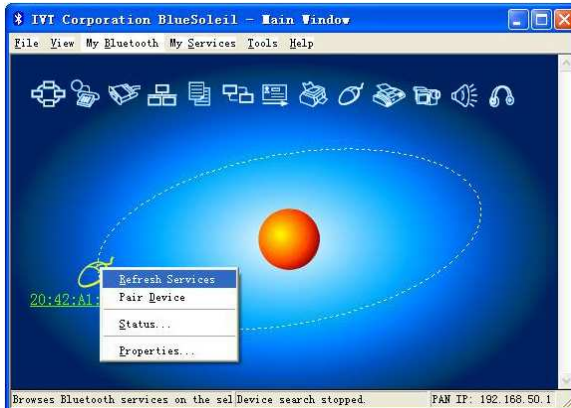 IVT Corporation BlueSoleil - Main Window
File View My Bluetooth My Services Tools Help
Refresh Services
20:42:A1:
Pair Device
Status...
Properties...
Browses Bluetooth services on the sel Device search stopped. PAN IP: 192.168.50.1